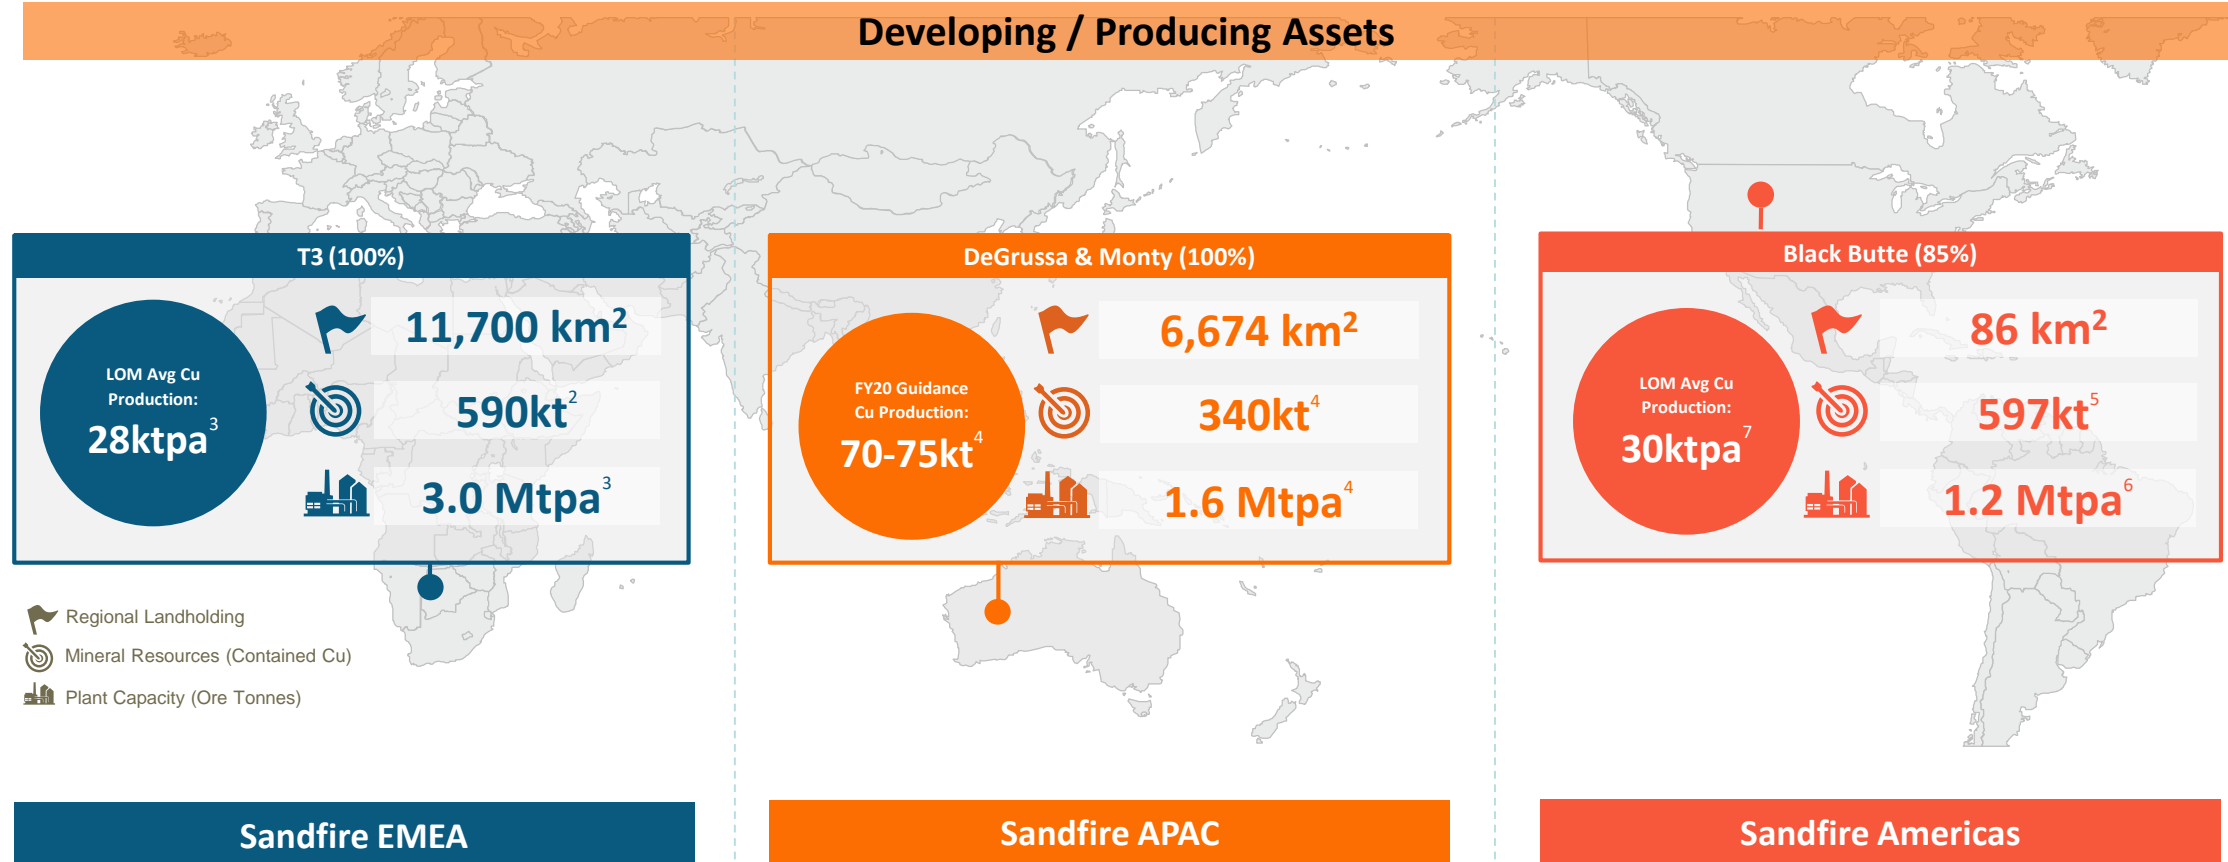 Developing / Producing Assets
T3 (100%)
LOM Avg Cu
Production:
28ktpa³
11,700 km²
590kt²
3.0 Mtpa³
DeGrussa & Monty (100%)
FY20 Guidance
Cu Production:
70-75kt⁴
6,674 km²
340kt⁴
1.6 Mtpa⁴
Black Butte (85%)
LOM Avg Cu
Production:
30ktpa⁷
86 km²
597kt⁵
1.2 Mtpa⁶
Regional Landholding
Mineral Resources (Contained Cu)
Plant Capacity (Ore Tonnes)
Sandfire EMEA
Sandfire APAC
Sandfire Americas